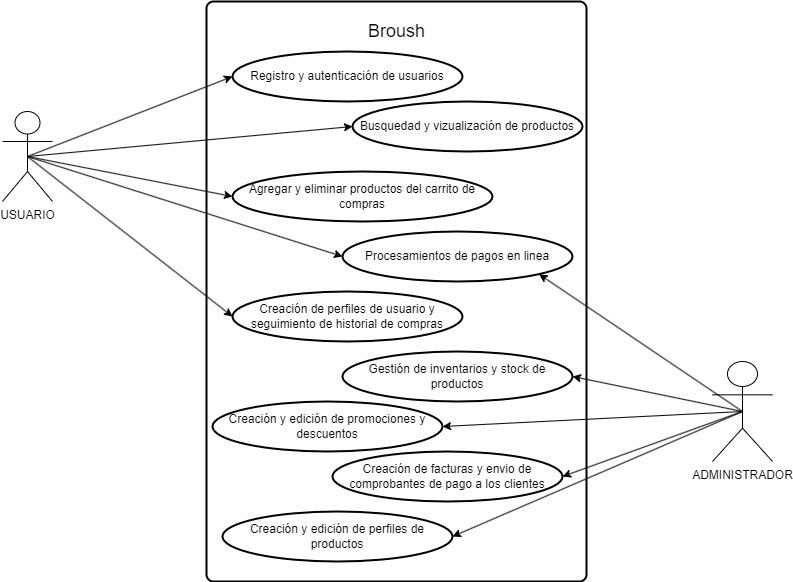 Broush
Registro y autenticación de usuarios
Busquedad y vizualización de productos
USUARIO
Agregar y eliminar productos del carrito de
compras
Procesamientos de pagos en linea
Creación de perfiles de usuario y
seguimiento de historial de compras
Gestión de inventarios y stock de
productos
Creación y edición de promociones y
descuentos
Creación de facturas y envio de
comprobantes de pago a los clientes
ADMINISTRADOR
Creación y edición de perfiles de
productos